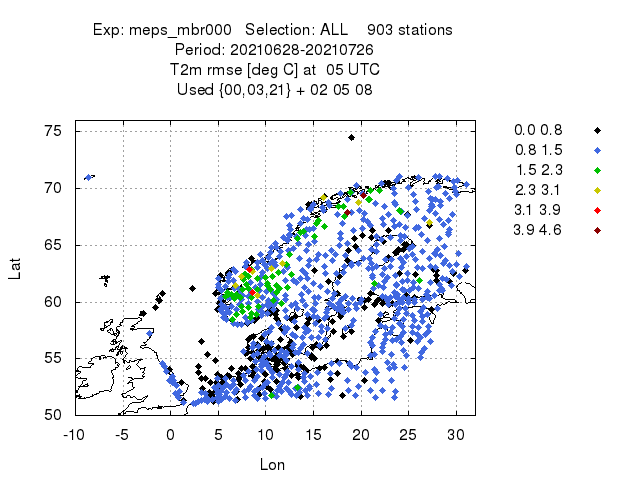 Exp: meps_mbr000   Selection: ALL    903 stations
Period: 20210628-20210726
T2m rmse [deg C] at  05 UTC
Used {00,03,21} + 02 05 08
0.0 0.8
0.8 1.5
1.5 2.3
2.3 3.1
3.1 3.9
3.9 4.6
75
70
65
60
55
50
Lat
-10 -5 0 5 10 15 20 25 30
Lon